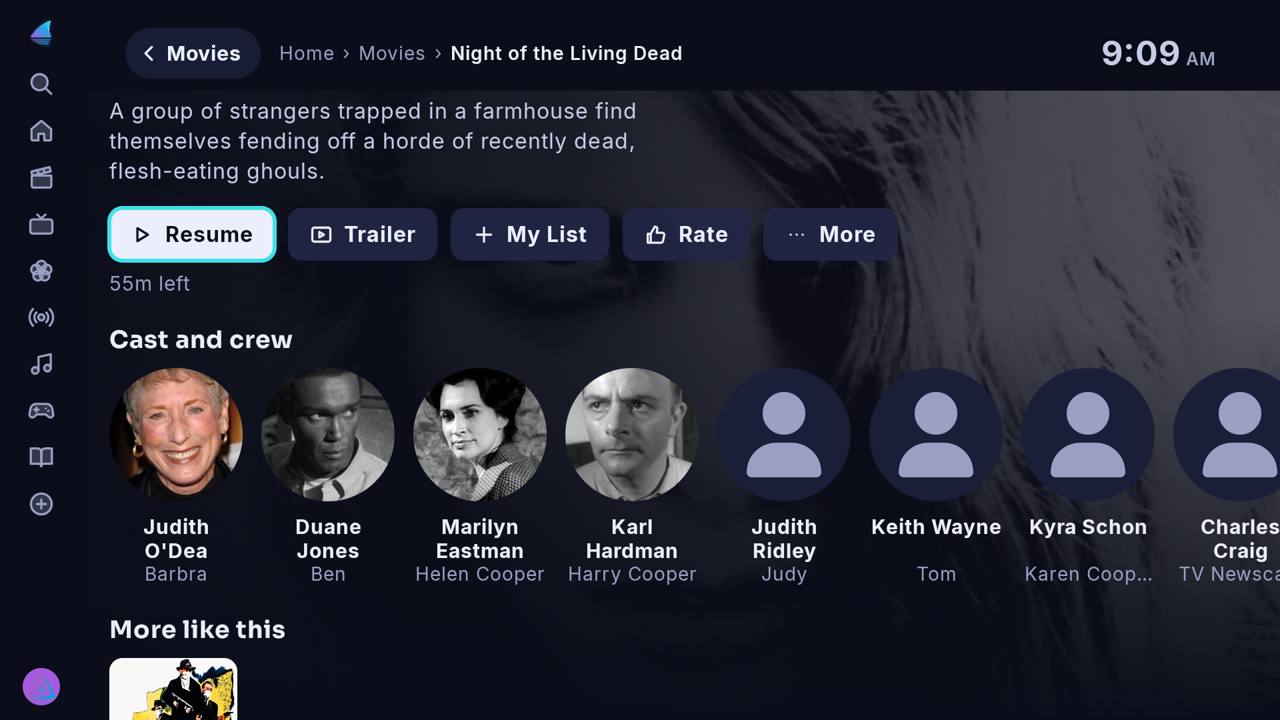 Movies
Home › Movies › Night of the Living Dead
9:09 AM
A group of strangers trapped in a farmhouse find
themselves fending off a horde of recently dead,
flesh-eating ghouls.
Resume
Trailer
My List
Rate
More
55m left
Cast and crew
Judith
O'Dea
Barbra
Duane
Jones
Ben
Marilyn
Eastman
Helen Cooper
Karl
Hardman
Harry Cooper
Judith
Ridley
Judy
Keith Wayne
Tom
Kyra Schon
Karen Coop...
Charles
Craig
TV Newsca
More like this